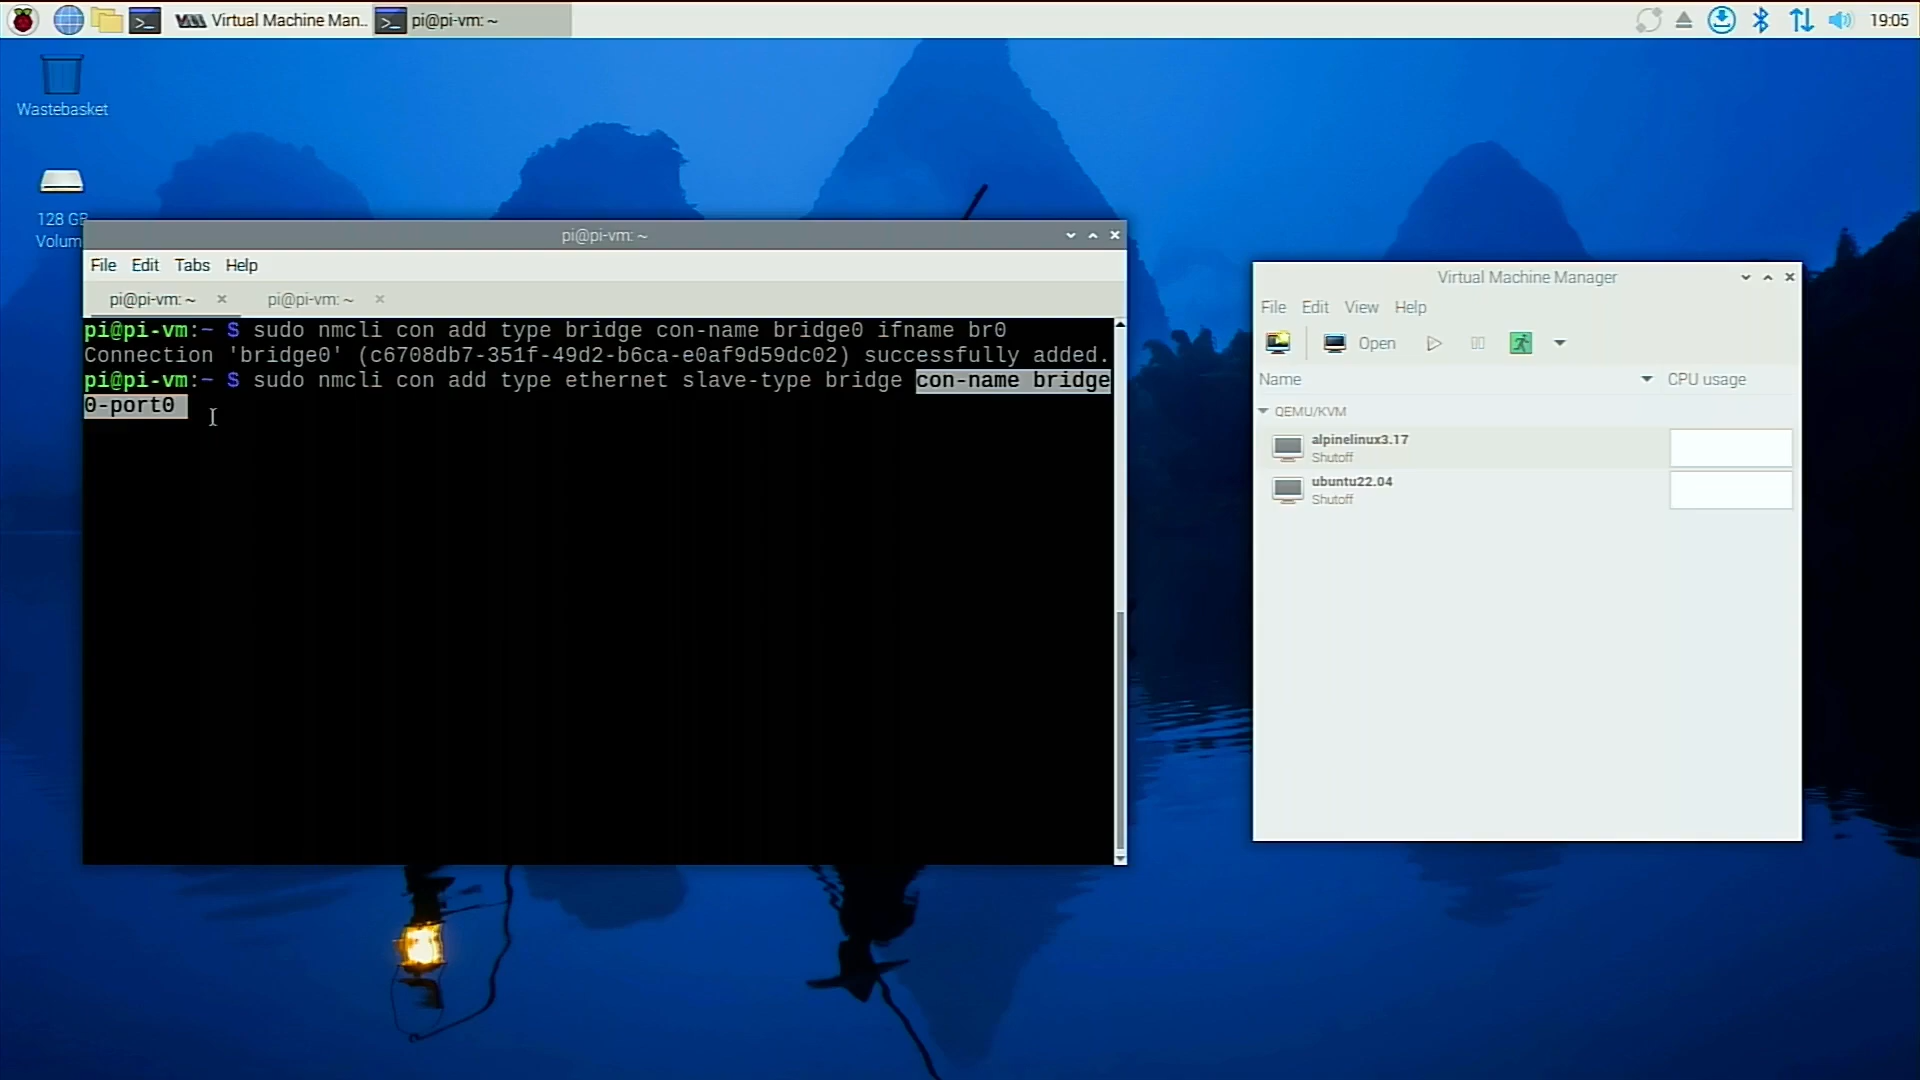 Virtual Machine Man..
pi@pi-vm: ~
19:05
Wastebasket
128 GB
Volum
pi@pi-vm: ~
File Edit Tabs Help
pi@pi-vm: ~ × pi@pi-vm: ~ ×
pi@pi-vm:~ $ sudo nmcli con add type bridge con-name bridge0 ifname br0
Connection 'bridge0' (c6708db7-351f-49d2-b6ca-e0af9d59dc02) successfully added.
pi@pi-vm:~ $ sudo nmcli con add type ethernet slave-type bridge con-name bridge
0-port0
Virtual Machine Manager
File Edit View Help
Open
Name CPU usage
QEMU/KVM
alpinelinux3.17
Shutoff
ubuntu22.04
Shutoff